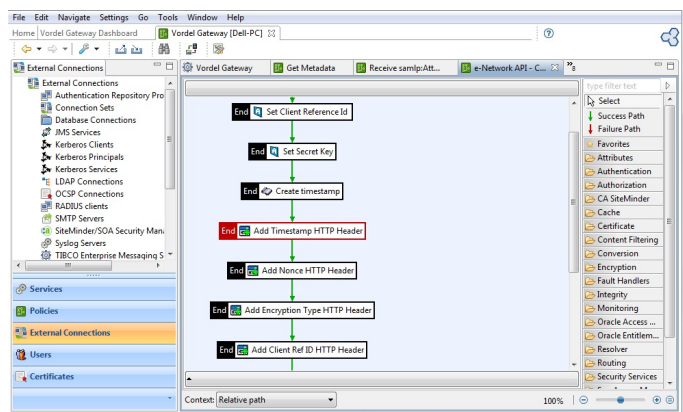 File Edit Navigate Settings Go Tools Window Help
Home Vordel Gateway Dashboard Vordel Gateway [Dell-PC]
External Connections
External Connections
Authentication Repository Pro
Connection Sets
Database Connections
JMS Services
Kerberos Clients
Kerberos Principals
Kerberos Services
LDAP Connections
OCSP Connections
RADIUS clients
SMTP Servers
SiteMinder/SOA Security Man
Syslog Servers
TIBCO Enterprise Messaging S
Services
Policies
External Connections
Users
Certificates
Vordel Gateway Get Metadata Receive samlp:Att... e-Network API - C... »8
End Set Client Reference Id
End Set Secret Key
End Create timestamp
End Add Timestamp HTTP Header
End Add Nonce HTTP Header
End Add Encryption Type HTTP Header
End Add Client Ref ID HTTP Header
Context: Relative path 100%
type filter text
Select
Success Path
Failure Path
Favorites
Attributes
Authentication
Authorization
CA SiteMinder
Cache
Certificate
Content Filtering
Conversion
Encryption
Fault Handlers
Integrity
Monitoring
Oracle Access ...
Oracle Entitlem...
Resolver
Routing
Security Services